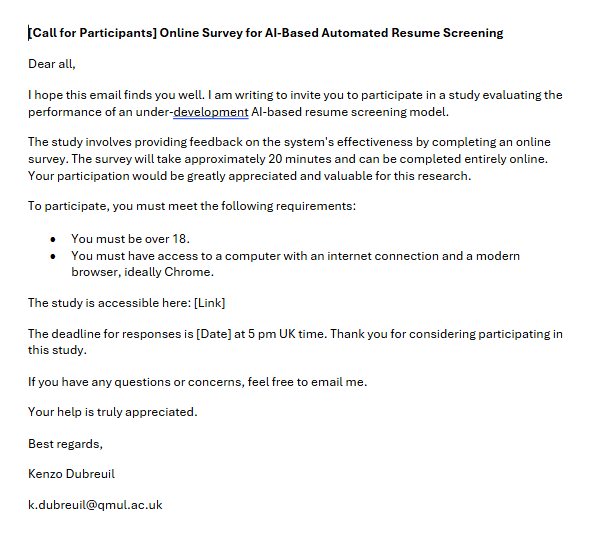 [Call for Participants] Online Survey for AI-Based Automated Resume Screening
Dear all,
I hope this email finds you well. I am writing to invite you to participate in a study evaluating the
performance of an under-development AI-based resume screening model.
The study involves providing feedback on the system's effectiveness by completing an online
survey. The survey will take approximately 20 minutes and can be completed entirely online.
Your participation would be greatly appreciated and valuable for this research.
To participate, you must meet the following requirements:
• You must be over 18.
• You must have access to a computer with an internet connection and a modern
browser, ideally Chrome.
The study is accessible here: [Link]
The deadline for responses is [Date] at 5 pm UK time. Thank you for considering participating in
this study.
If you have any questions or concerns, feel free to email me.
Your help is truly appreciated.
Best regards,
Kenzo Dubreuil
k.dubreuil@qmul.ac.uk